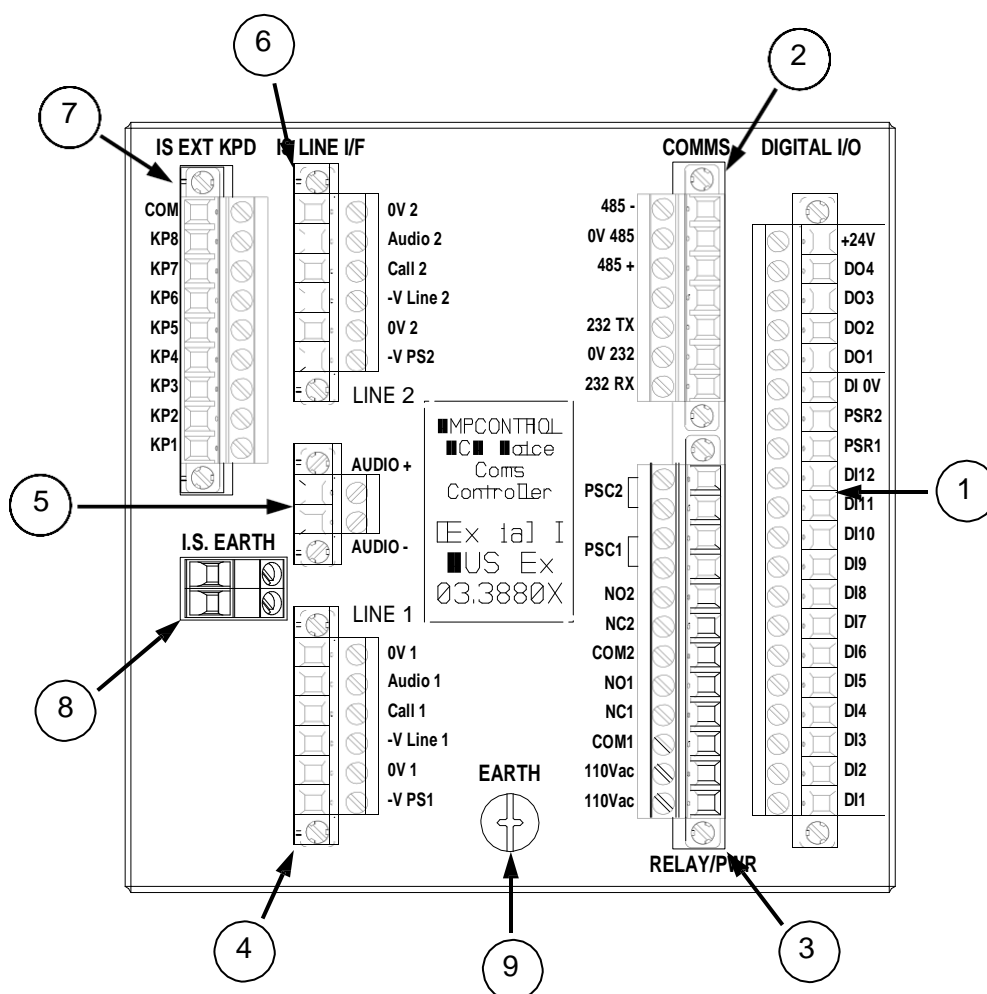 6
2
7
IS EXT KPD
IS LINE I/F
COMMS
DIGITAL I/O
COM
KP8
KP7
KP6
KP5
KP4
KP3
KP2
KP1
0V 2
Audio 2
Call 2
-V Line 2
0V 2
-V PS2
LINE 2
485 -
0V 485
485 +
232 TX
0V 232
232 RX
+24V
DO4
DO3
DO2
DO1
DI 0V
PSR2
PSR1
DI12
DI11
DI10
DI9
DI8
DI7
DI6
DI5
DI4
DI3
DI2
DI1
1
5
AUDIO +
AUDIO -
I.S. EARTH
8
Coms
Controller
[Ex ia] I
Ex
03.3880X
PSC2
PSC1
NO2
NC2
COM2
NO1
NC1
COM1
110Vac
110Vac
RELAY/PWR
LINE 1
0V 1
Audio 1
Call 1
-V Line 1
0V 1
-V PS1
EARTH
4
9
3